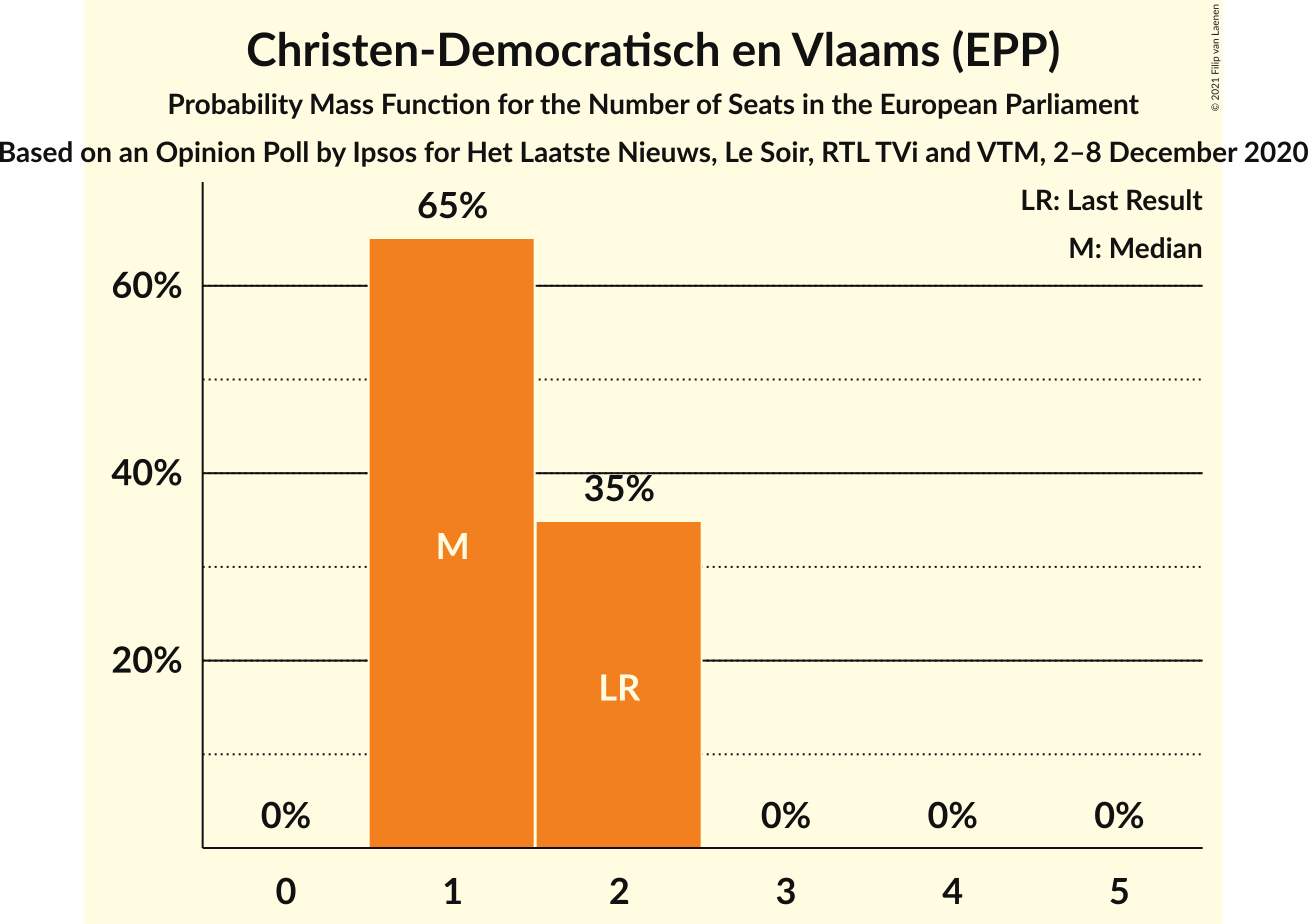 Christen-Democratisch en Vlaams (EPP)
Probability Mass Function for the Number of Seats in the European Parliament
Based on an Opinion Poll by Ipsos for Het Laatste Nieuws, Le Soir, RTL TVi and VTM, 2–8 December 2020
© 2021 Filip van Laenen
LR: Last Result
M: Median
65%
60%
40%
35%
M
20%
LR
0%
0%
0%
0%
0 1 2 3 4 5